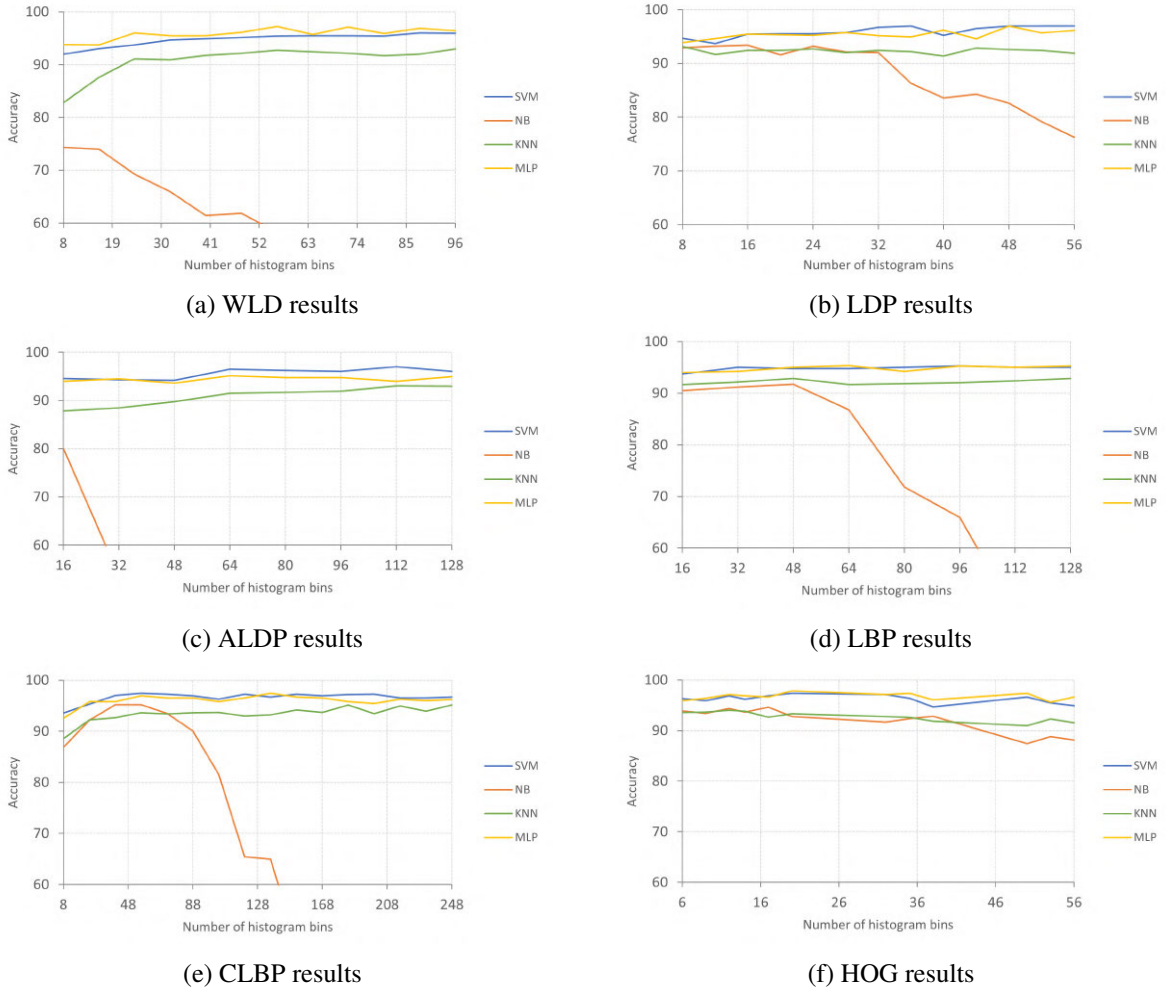 100
90
80
70
60
Accuracy
8 19 30 41 52 63 74 85 96
Number of histogram bins
SVM
NB
KNN
MLP
(a) WLD results
100
90
80
70
60
Accuracy
8 16 24 32 40 48 56
Number of histogram bins
SVM
NB
KNN
MLP
(b) LDP results
100
90
80
70
60
Accuracy
16 32 48 64 80 96 112 128
Number of histogram bins
SVM
NB
KNN
MLP
(c) ALDP results
100
90
80
70
60
Accuracy
16 32 48 64 80 96 112 128
Number of histogram bins
SVM
NB
KNN
MLP
(d) LBP results
100
90
80
70
60
Accuracy
8 48 88 128 168 208 248
Number of histogram bins
SVM
NB
KNN
MLP
(e) CLBP results
100
90
80
70
60
Accuracy
6 16 26 36 46 56
Number of histogram bins
SVM
NB
KNN
MLP
(f) HOG results